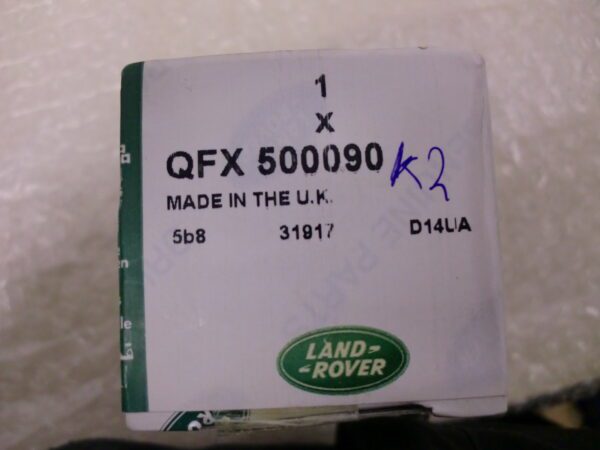 1
X
QFX 500090 K2
MADE IN THE U.K.
5b8 31917 D14UA
LAND-
-ROVER